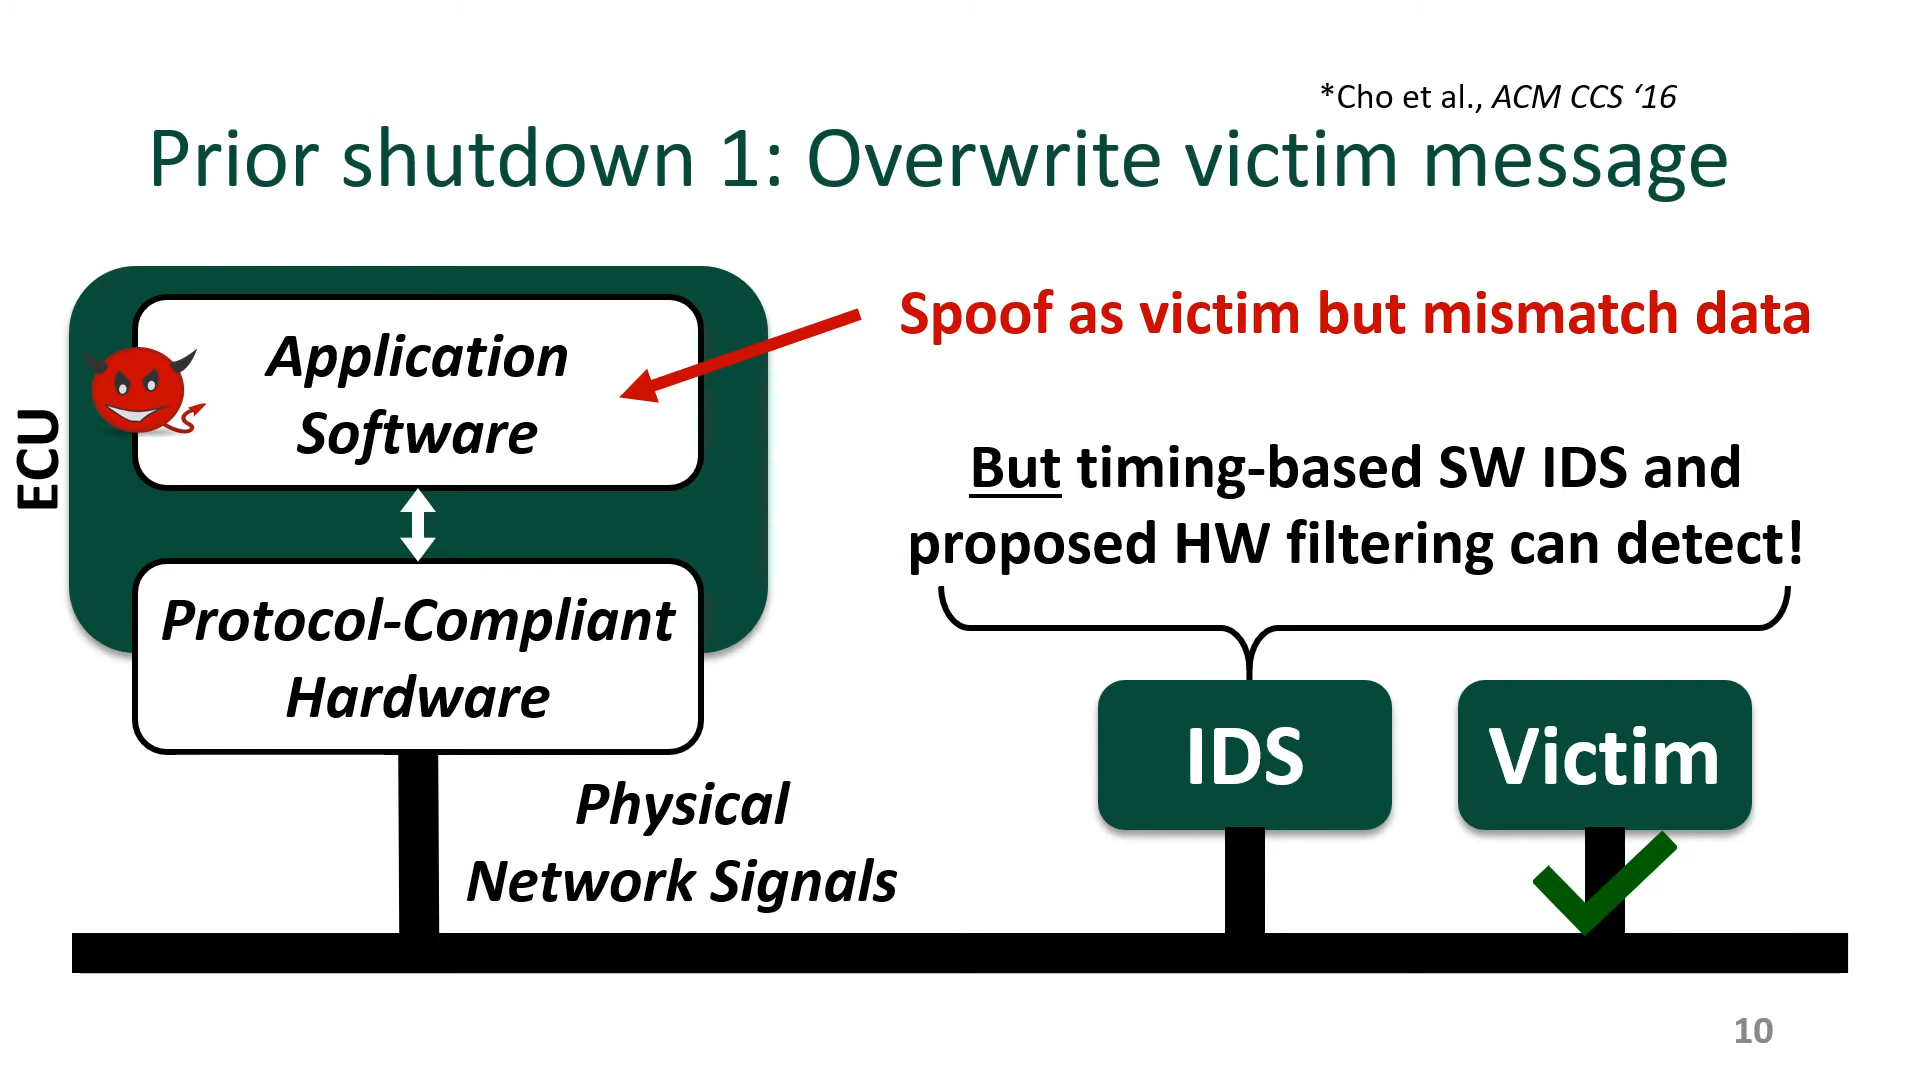 *Cho et al., ACM CCS ‘16
Prior shutdown 1: Overwrite victim message
ECU
Application
Software
Protocol-Compliant
Hardware
Physical
Network Signals
Spoof as victim but mismatch data
But timing-based SW IDS and
proposed HW filtering can detect!
IDS
Victim
10